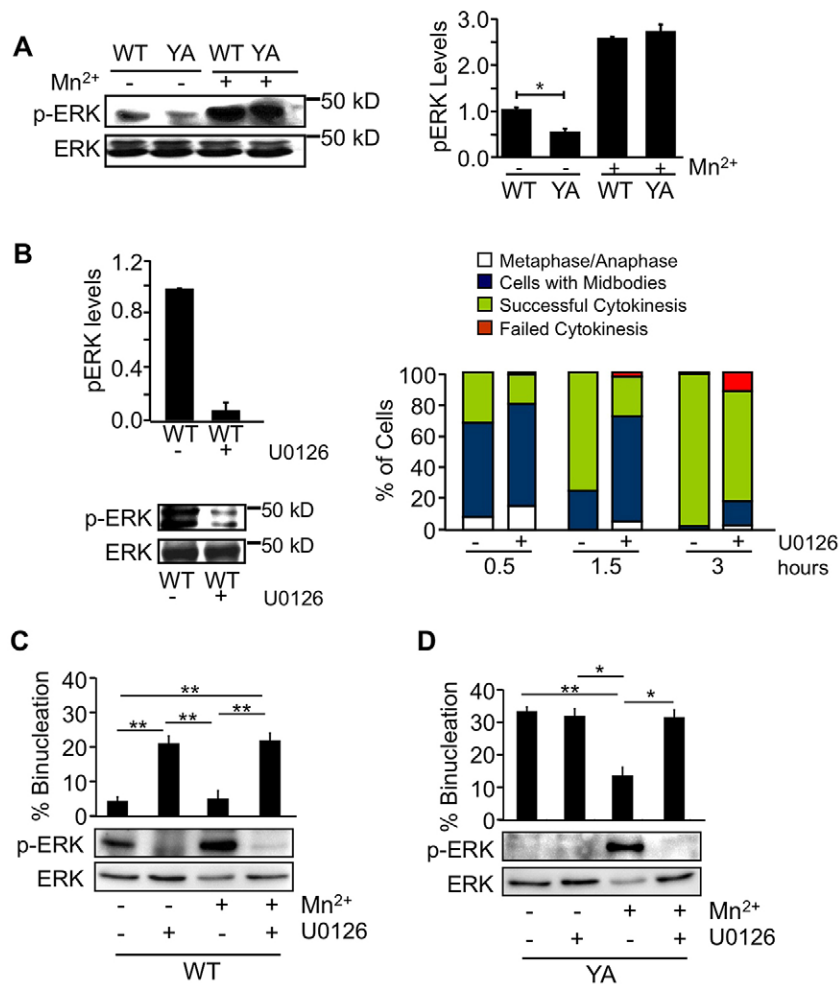 A
WT YA WT YA
Mn²⁺ - - + +
p-ERK
50 kD
ERK
50 kD
pERK Levels
3.0
2.0
1.0
0.0
- - + + Mn²⁺
WT YA WT YA
*
B
pERK levels
1.2
0.8
0.4
0.0
WT WT
- + U0126
p-ERK
50 kD
ERK
50 kD
WT WT
- + U0126
Metaphase/Anaphase
Cells with Midbodies
Successful Cytokinesis
Failed Cytokinesis
% of Cells
100
80
60
40
20
0
- + - + - + U0126
0.5 1.5 3 hours
C
% Binucleation
40
30
20
10
0
**
** ** **
p-ERK
ERK
- - + + Mn²⁺
- + - + U0126
WT
D
% Binucleation
40
30
20
10
0
*
** *
p-ERK
ERK
- - + + Mn²⁺
- + - + U0126
YA